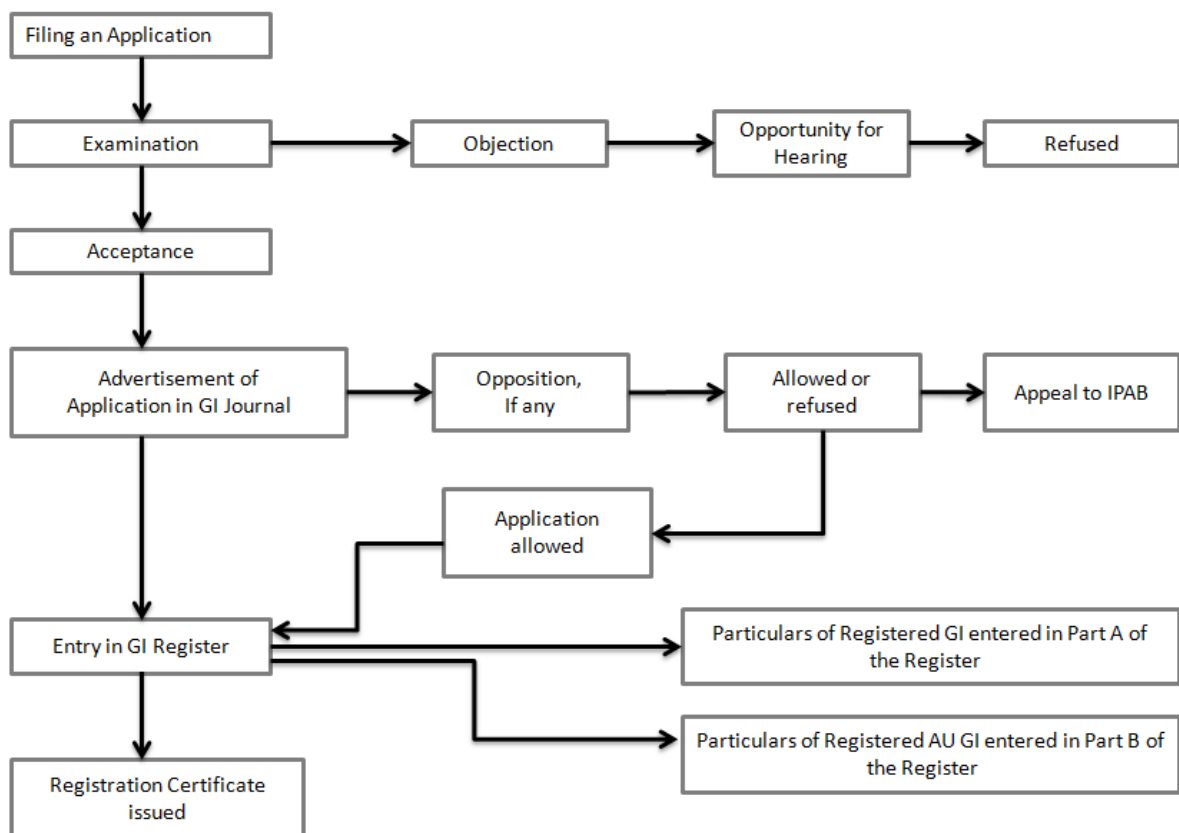 Filing an Application
Examination
Objection
Opportunity for
Hearing
Refused
Acceptance
Advertisement of
Application in GI Journal
Opposition,
If any
Allowed or
refused
Appeal to IPAB
Application
allowed
Entry in GI Register
Particulars of Registered GI entered in Part A of
the Register
Particulars of Registered AU GI entered in Part B of
the Register
Registration Certificate
issued